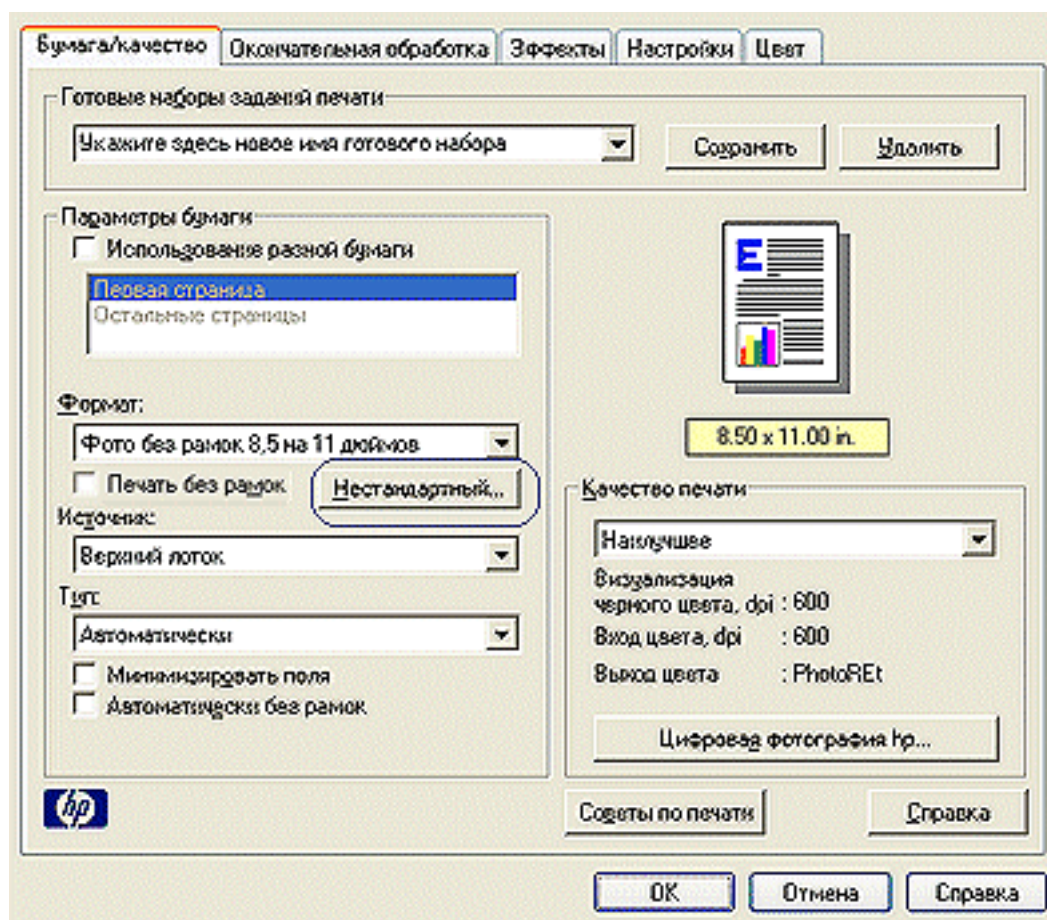 Бумага/качество Окончательная обработка Эффекты Настройки Цвет
Готовые наборы заданий печати
Укажите здесь новое имя готового набора Сохранить Удалить
Параметры бумаги
Использование разной бумаги
Первая страница
Остальные страницы
Формат:
Фото без рамок 8,5 на 11 дюймов
Печать без рамок Нестандартный...
Источник:
Верхний лоток
Тип:
Автоматически
Минимизировать поля
Автоматически без рамок
E
8.50 x 11.00 in.
Качество печати
Наилучшее
Визуализация
черного цвета, dpi : 600
Вход цвета, dpi : 600
Выход цвета : PhotoREt
Цифровая фотография hp...
hp
Советы по печати Справка
OK Отмена Справка